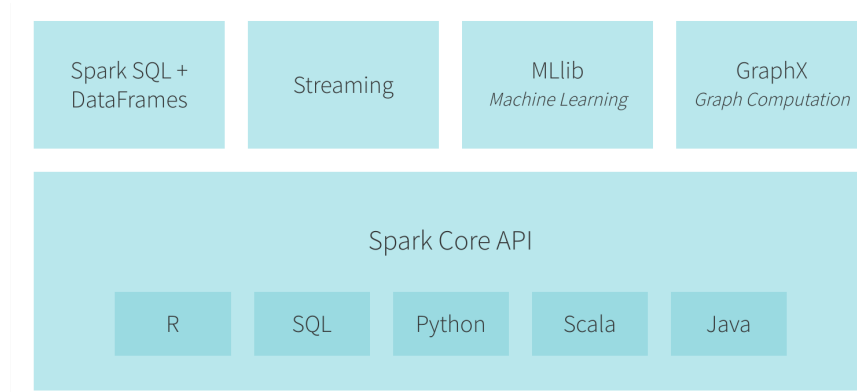 Spark SQL +
DataFrames
Streaming
MLlib
Machine Learning
GraphX
Graph Computation
Spark Core API
R
SQL
Python
Scala
Java